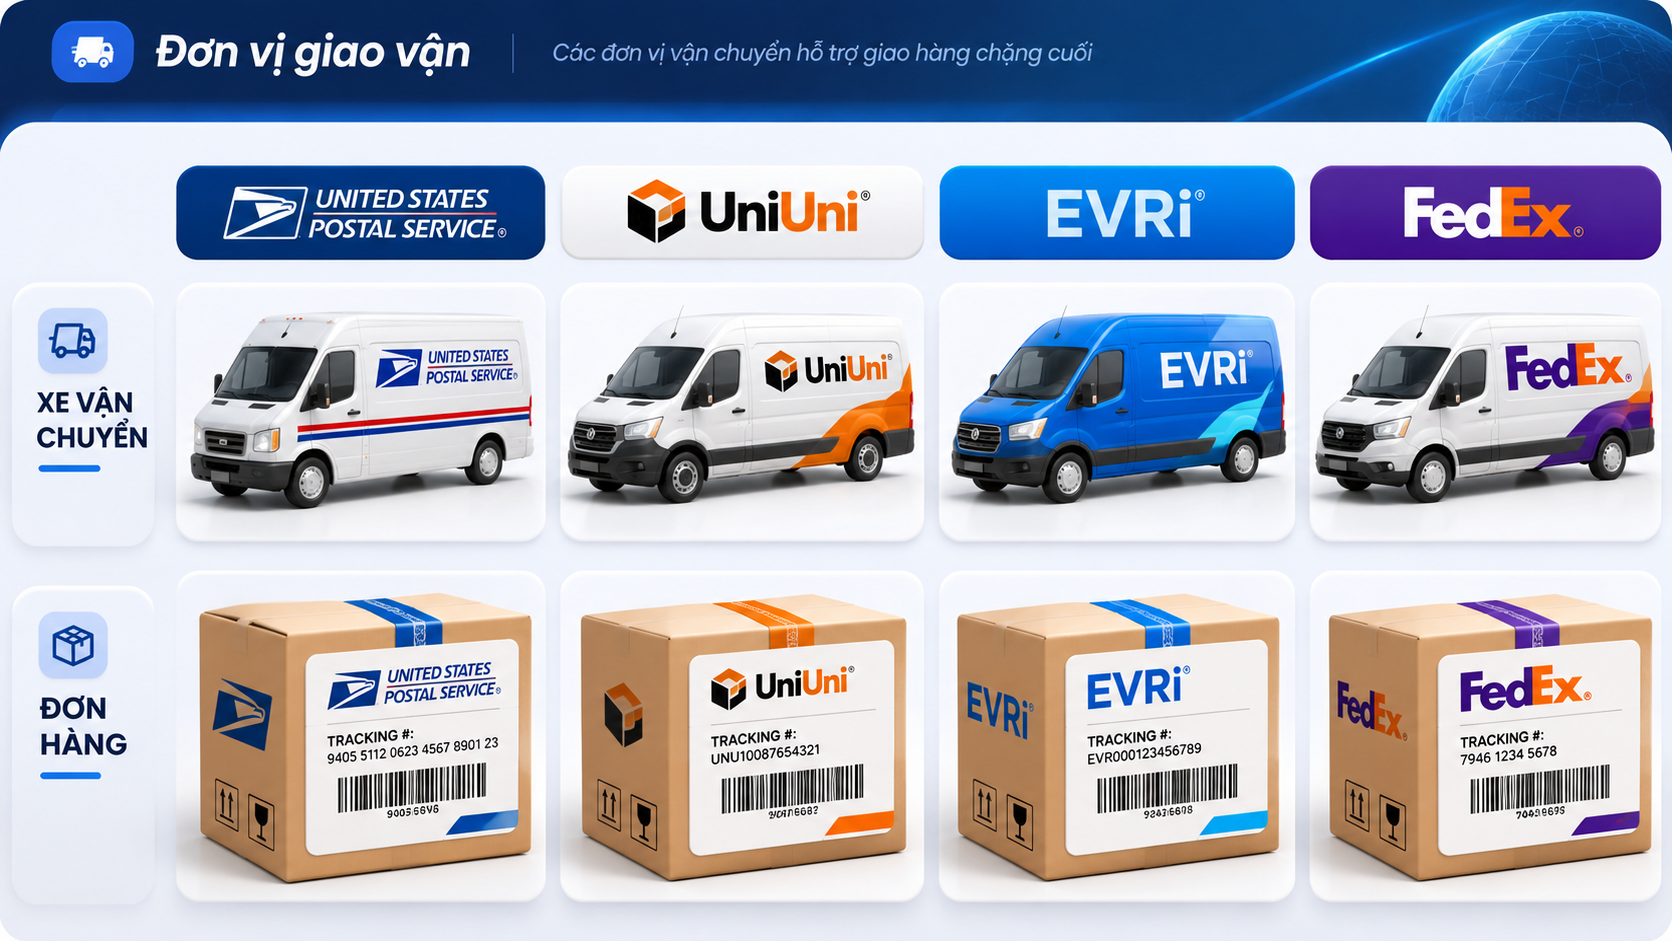 Đơn vị giao vận
Các đơn vị vận chuyển hỗ trợ giao hàng chặng cuối
UNITED STATES
POSTAL SERVICE®
UniUni®
EVRi®
FedEx®
XE VẬN
CHUYỂN
UNITED STATES
POSTAL SERVICE®
UniUni®
EVRi®
FedEx®
ĐƠN
HÀNG
UNITED STATES
POSTAL SERVICE®
TRACKING #:
9405 5112 0623 4567 8901 23
UniUni®
TRACKING #:
UNU10087654321
EVRi®
EVRi®
TRACKING #:
EVR000123456789
FedEx®
FedEx®
TRACKING #:
7946 1234 5678